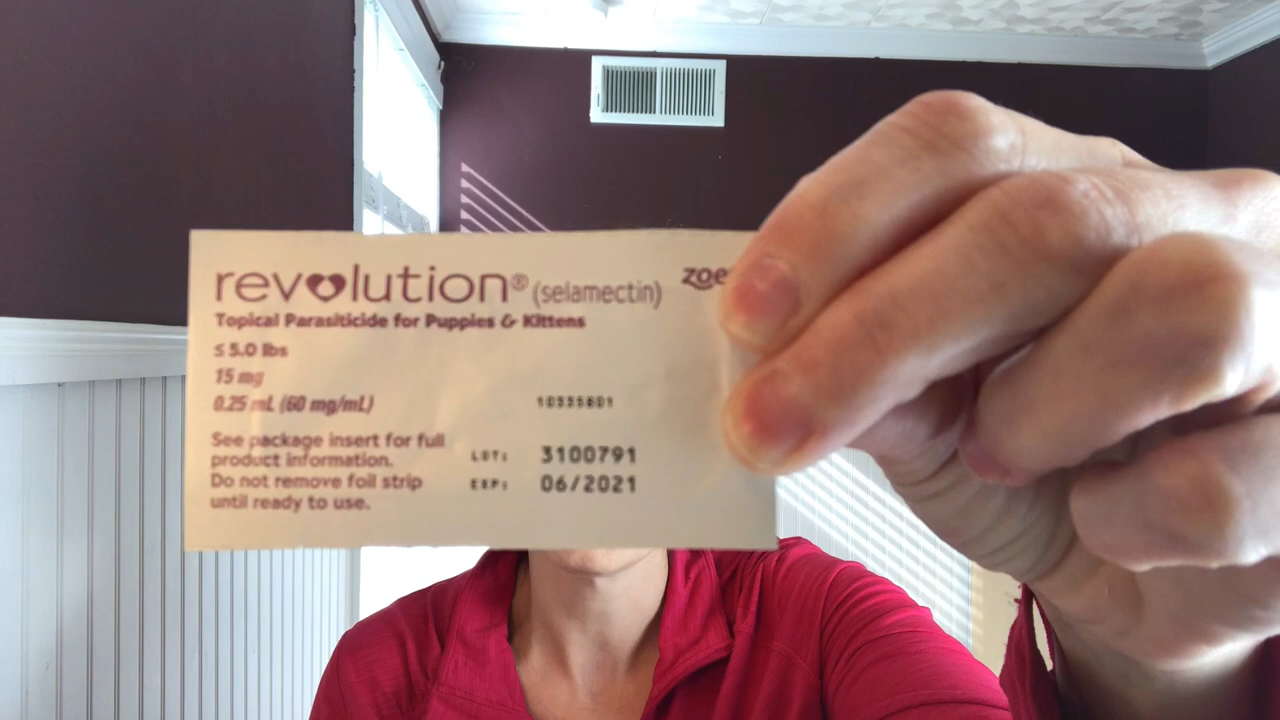 revolution® (selamectin) zoe
Topical Parasiticide for Puppies & Kittens
≤ 5.0 lbs
15 mg
0.25 mL (60 mg/mL)
10335801
See package insert for full
product information.
Do not remove foil strip
until ready to use.
LOT: 3100791
EXP: 06/2021